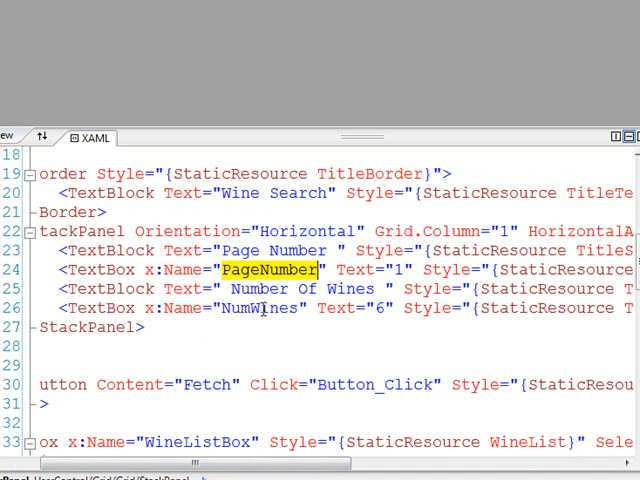 ew XAML
18
19 order Style="{StaticResource TitleBorder}">
20 <TextBlock Text="Wine Search" Style="{StaticResource TitleTe
21 Border>
22 tackPanel Orientation="Horizontal" Grid.Column="1" HorizontalA
23 <TextBlock Text="Page Number " Style="{StaticResource TitleS
24 <TextBox x:Name="PageNumber" Text="1" Style="{StaticResource
25 <TextBlock Text=" Number Of Wines " Style="{StaticResource T
26 <TextBox x:Name="NumWines" Text="6" Style="{StaticResource T
27 StackPanel>
28
29
30 utton Content="Fetch" Click="Button_Click" Style="{StaticResou
31 >
32
33 ox x:Name="WineListBox" Style="{StaticResource WineList}" Sele